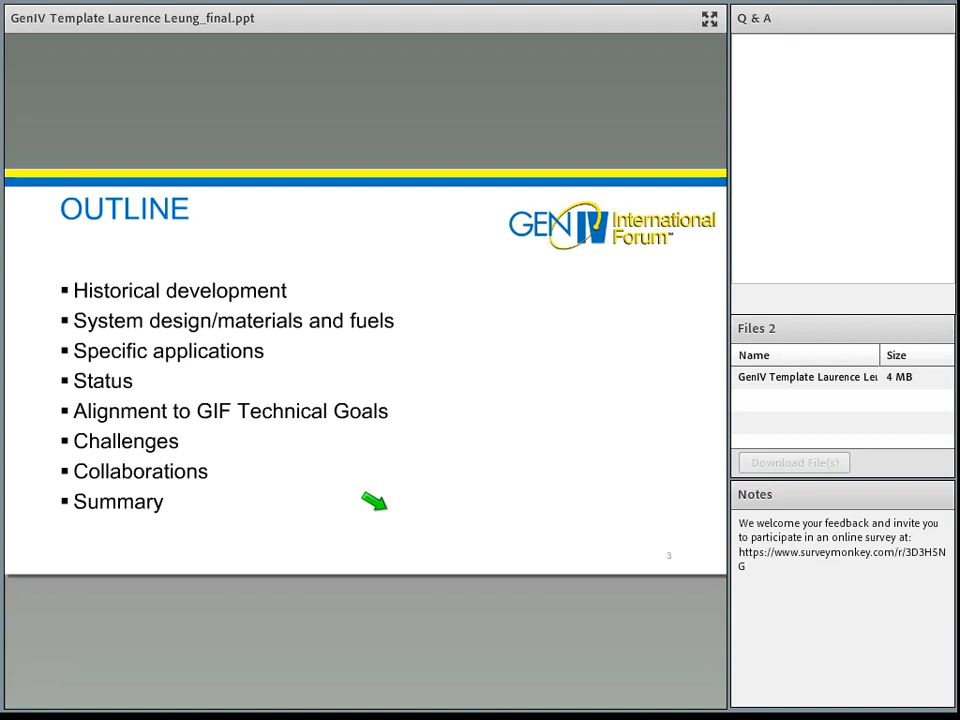 GenIV Template Laurence Leung_final.ppt
OUTLINE
GEN IV International
Forum™
▪ Historical development
▪ System design/materials and fuels
▪ Specific applications
▪ Status
▪ Alignment to GIF Technical Goals
▪ Challenges
▪ Collaborations
▪ Summary
3
Q & A
Files 2
Name Size
GenIV Template Laurence Leu 4 MB
Download File(s)
Notes
We welcome your feedback and invite you
to participate in an online survey at:
https://www.surveymonkey.com/r/3D3H5N
G